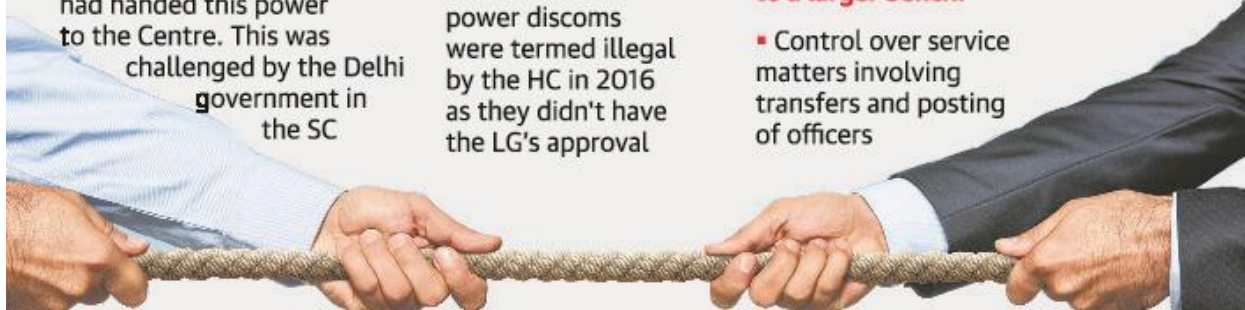 had handed this power
to the Centre. This was
challenged by the Delhi
government in
the SC
power discoms
were termed illegal
by the HC in 2016
as they didn't have
the LG's approval
▪ Control over service
matters involving
transfers and posting
of officers